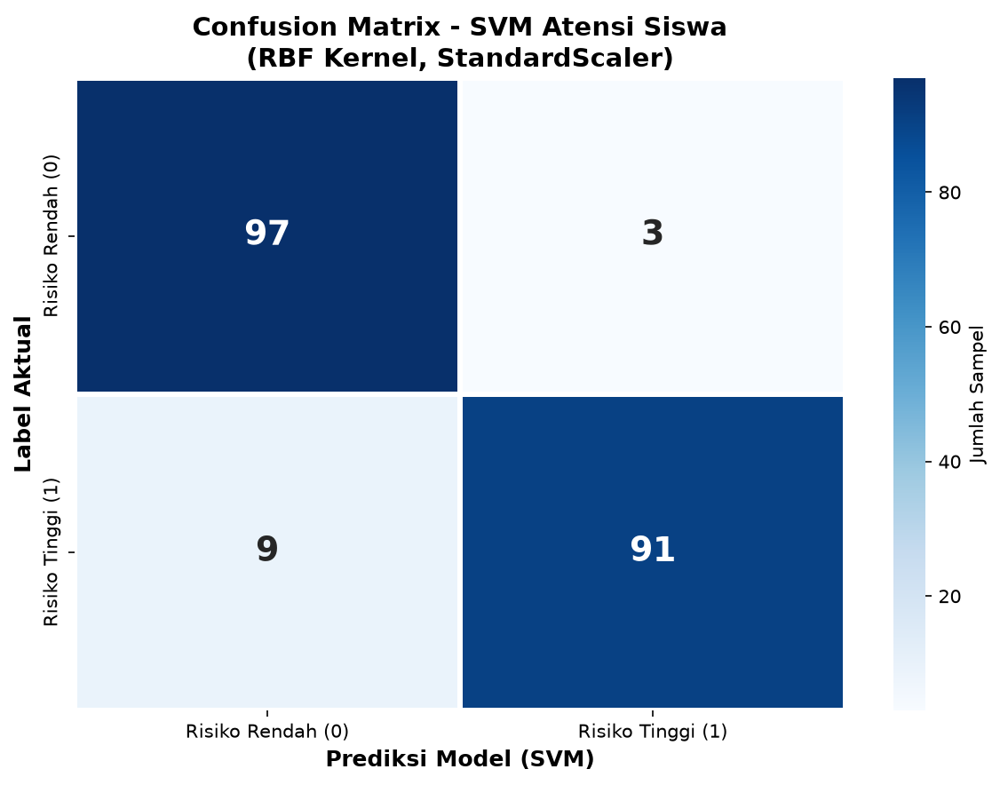 Confusion Matrix - SVM Atensi Siswa
(RBF Kernel, StandardScaler)
Label Aktual
Risiko Rendah (0)
97
3
Risiko Tinggi (1)
9
91
Risiko Rendah (0)
Risiko Tinggi (1)
Prediksi Model (SVM)
80
60
40
20
Jumlah Sampel